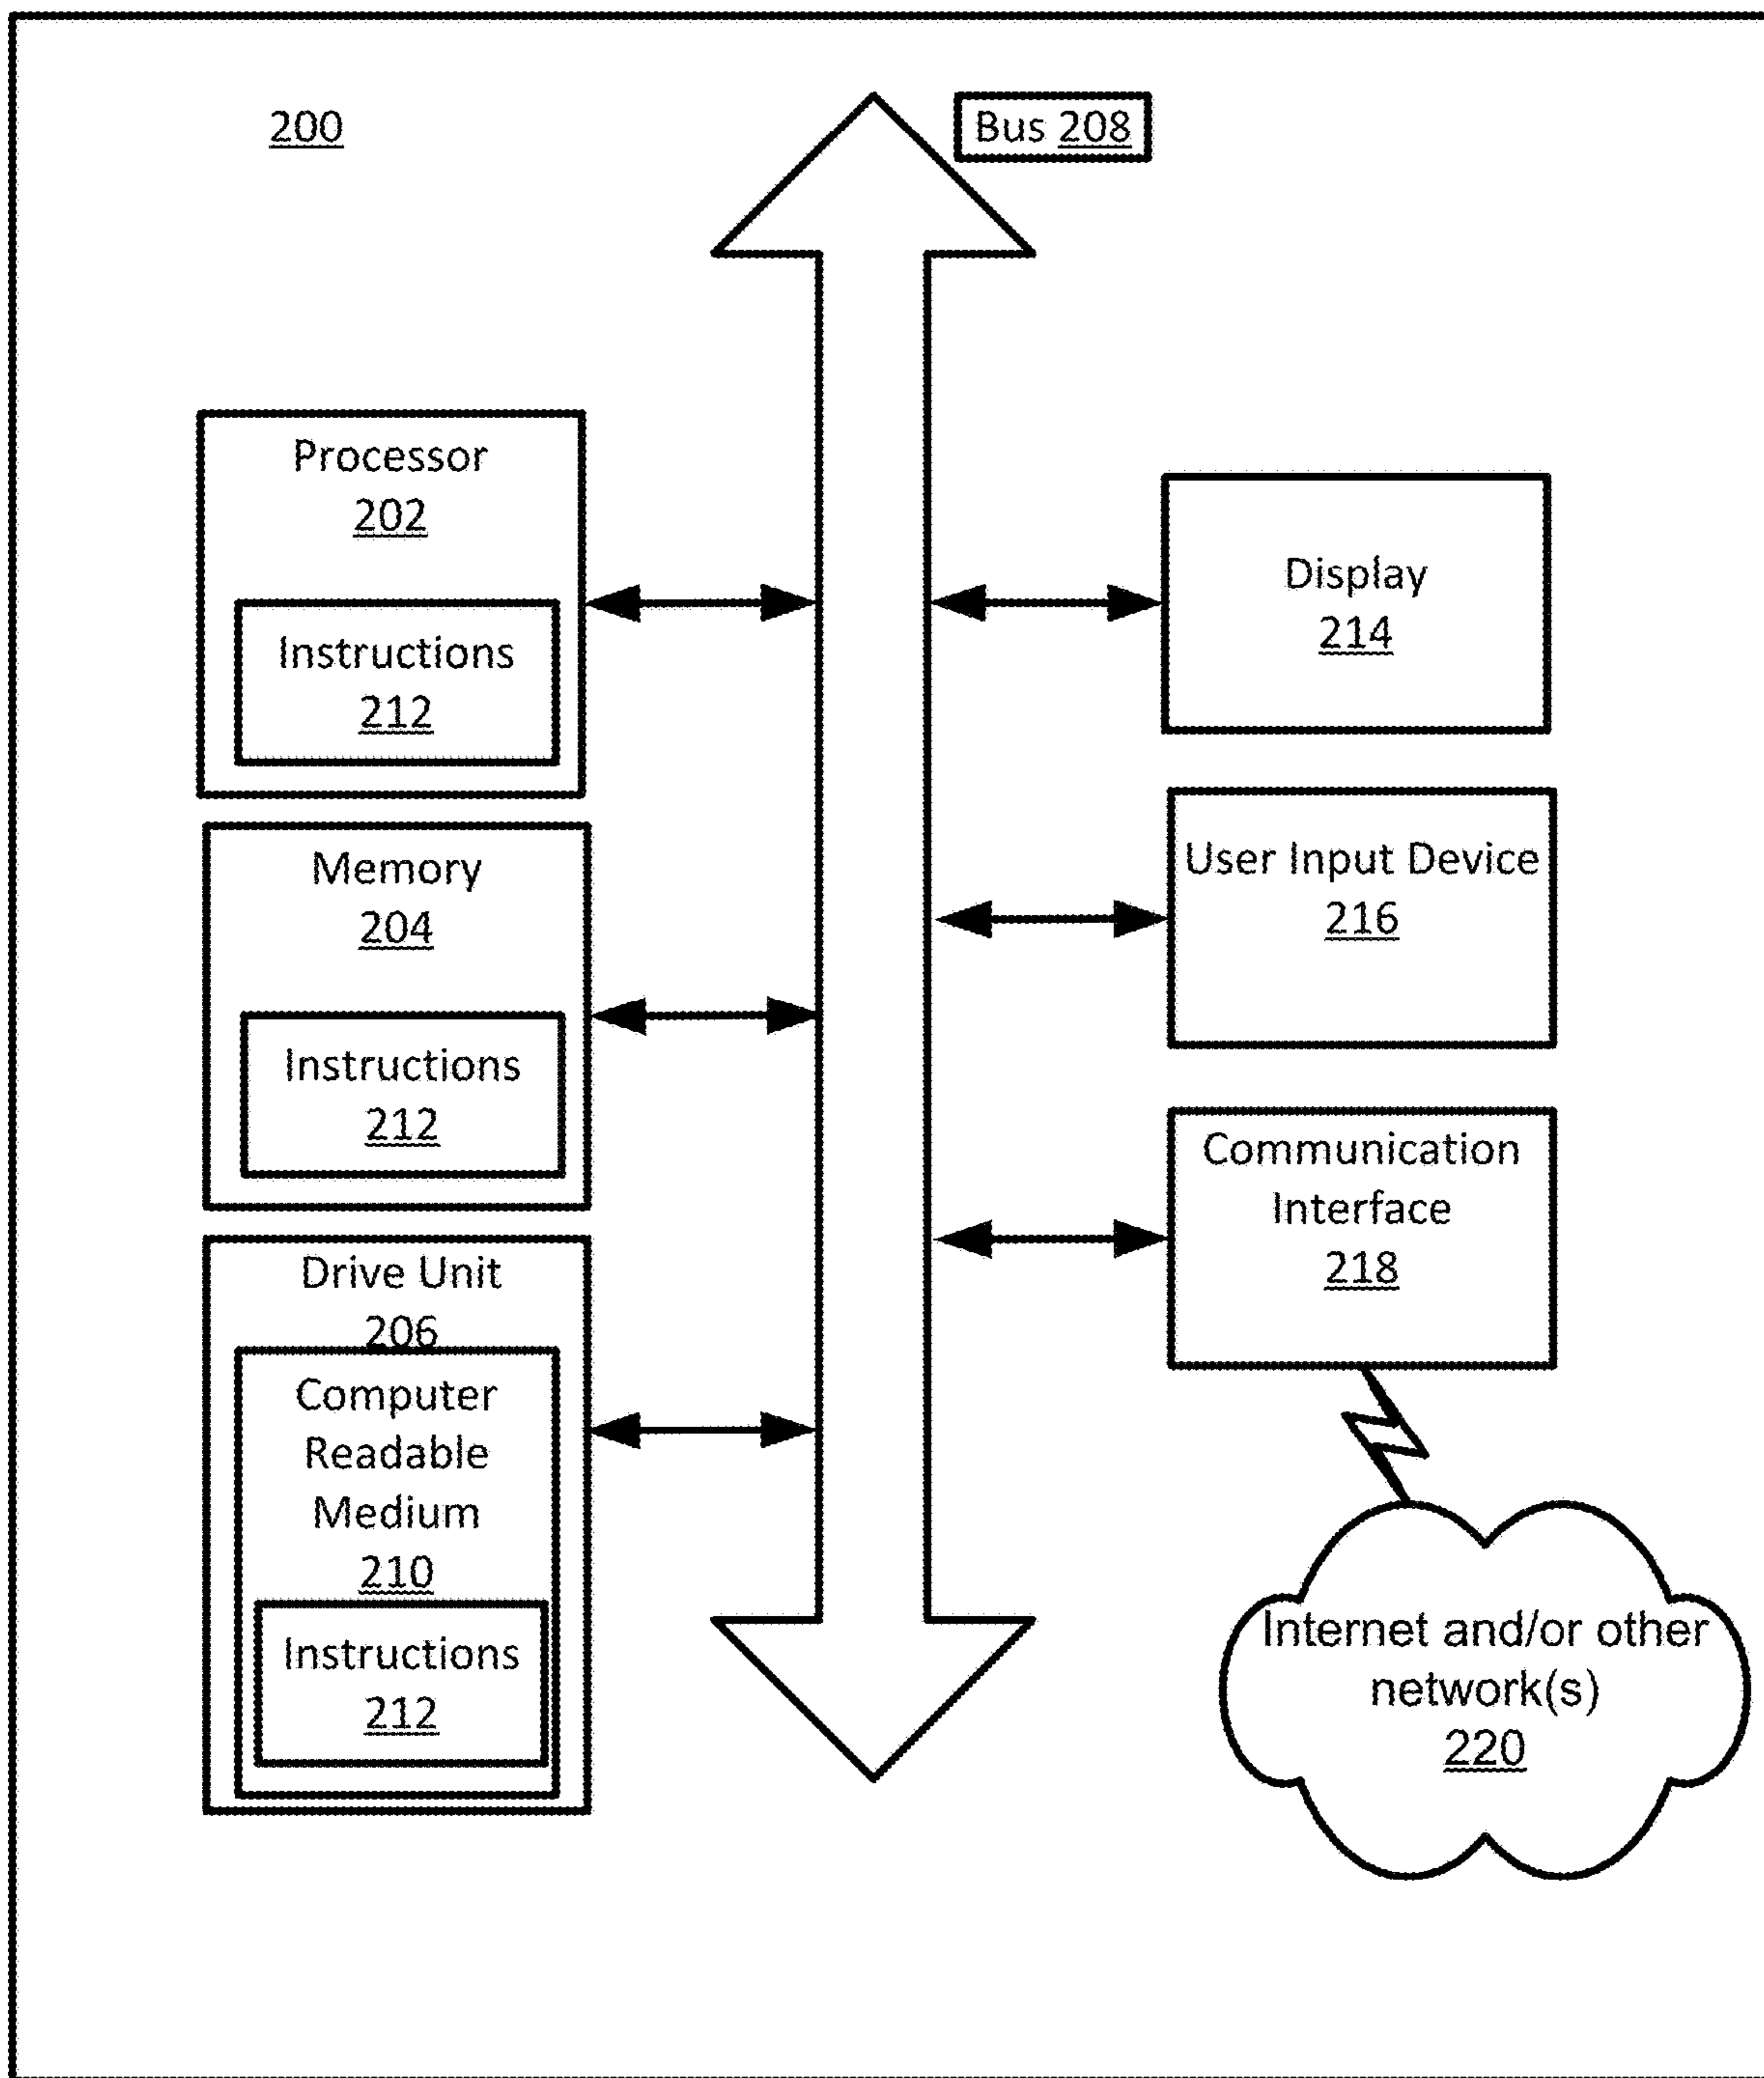 200
Bus 208
Processor
202
Instructions
212
Memory
204
Instructions
212
Drive Unit
206
Computer
Readable
Medium
210
Instructions
212
Display
214
User Input Device
216
Communication
Interface
218
Internet and/or other
network(s)
220